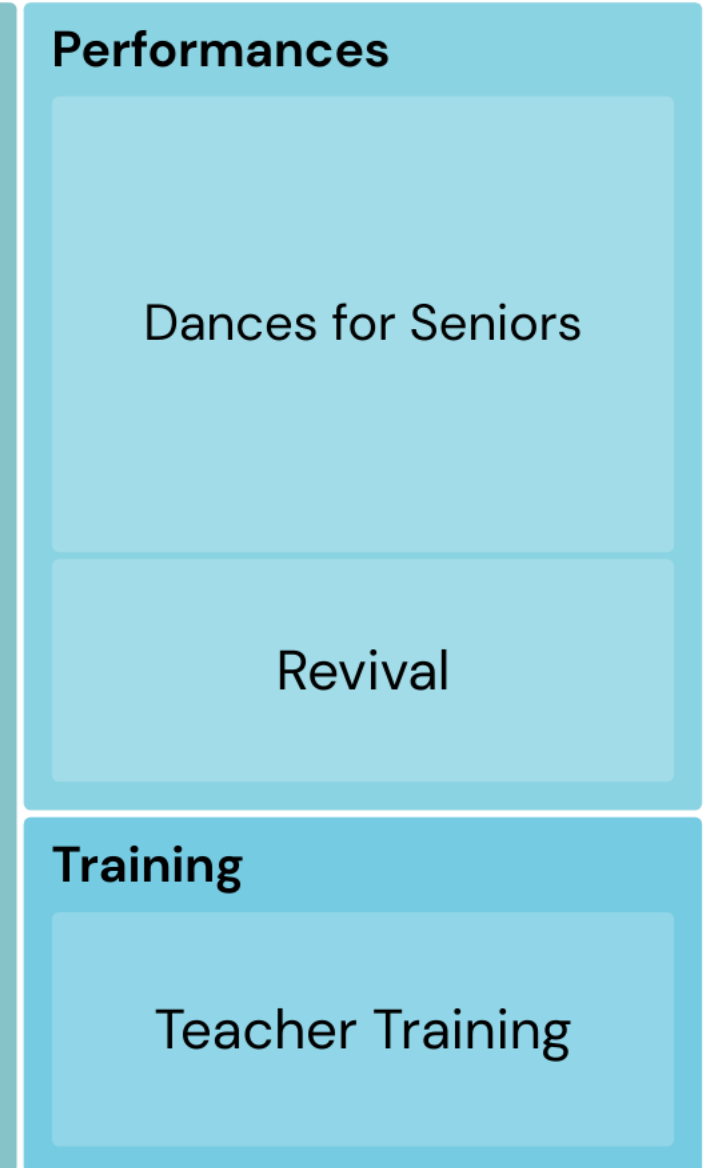 Performances
Dances for Seniors
Revival
Training
Teacher Training